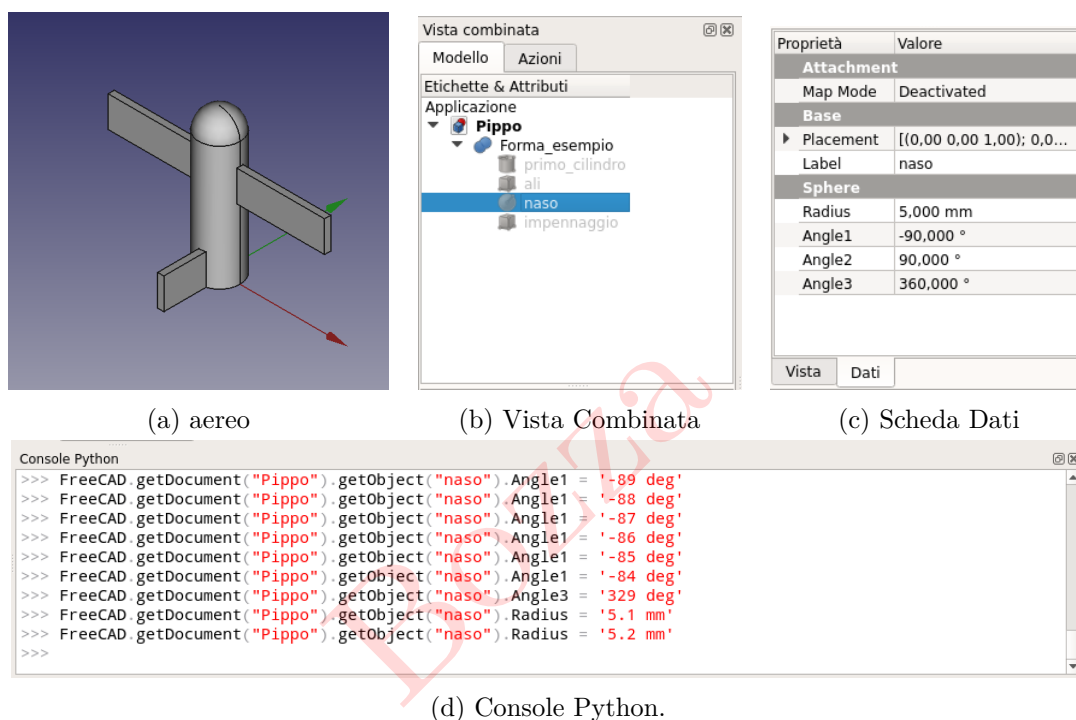 Vista combinata
Modello Azioni
Etichette & Attributi
Applicazione
Pippo
Forma_esempio
primo_cilindro
ali
naso
impennaggio
Proprietà Valore
Attachment
Map Mode Deactivated
Base
Placement [(0,00 0,00 1,00); 0,0...
Label naso
Sphere
Radius 5,000 mm
Angle1 -90,000 °
Angle2 90,000 °
Angle3 360,000 °
Vista Dati
(a) aereo (b) Vista Combinata (c) Scheda Dati
Console Python
>>> FreeCAD.getDocument("Pippo").getObject("naso").Angle1 = '-89 deg'
>>> FreeCAD.getDocument("Pippo").getObject("naso").Angle1 = '-88 deg'
>>> FreeCAD.getDocument("Pippo").getObject("naso").Angle1 = '-87 deg'
>>> FreeCAD.getDocument("Pippo").getObject("naso").Angle1 = '-86 deg'
>>> FreeCAD.getDocument("Pippo").getObject("naso").Angle1 = '-85 deg'
>>> FreeCAD.getDocument("Pippo").getObject("naso").Angle1 = '-84 deg'
>>> FreeCAD.getDocument("Pippo").getObject("naso").Angle3 = '329 deg'
>>> FreeCAD.getDocument("Pippo").getObject("naso").Radius = '5.1 mm'
>>> FreeCAD.getDocument("Pippo").getObject("naso").Radius = '5.2 mm'
>>>
(d) Console Python.
Bozza